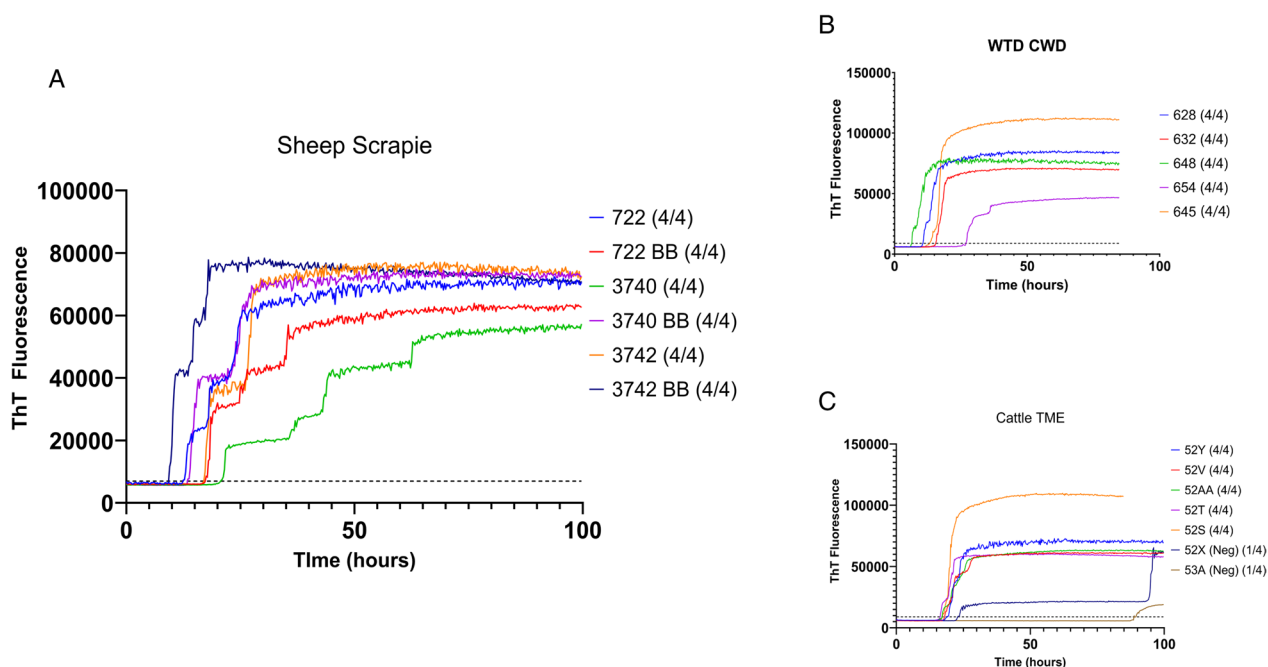 A
Sheep Scrapie
100000
80000
60000
40000
20000
0
ThT Fluorescence
0 50 100
TIme (hours)
722 (4/4)
722 BB (4/4)
3740 (4/4)
3740 BB (4/4)
3742 (4/4)
3742 BB (4/4)
B
WTD CWD
150000
100000
50000
0
ThT Fluorescence
0 50 100
Time (hours)
628 (4/4)
632 (4/4)
648 (4/4)
654 (4/4)
645 (4/4)
C
Cattle TME
150000
100000
50000
0
ThT Fluorescence
0 50 100
Time (hours)
52Y (4/4)
52V (4/4)
52AA (4/4)
52T (4/4)
52S (4/4)
52X (Neg) (1/4)
53A (Neg) (1/4)